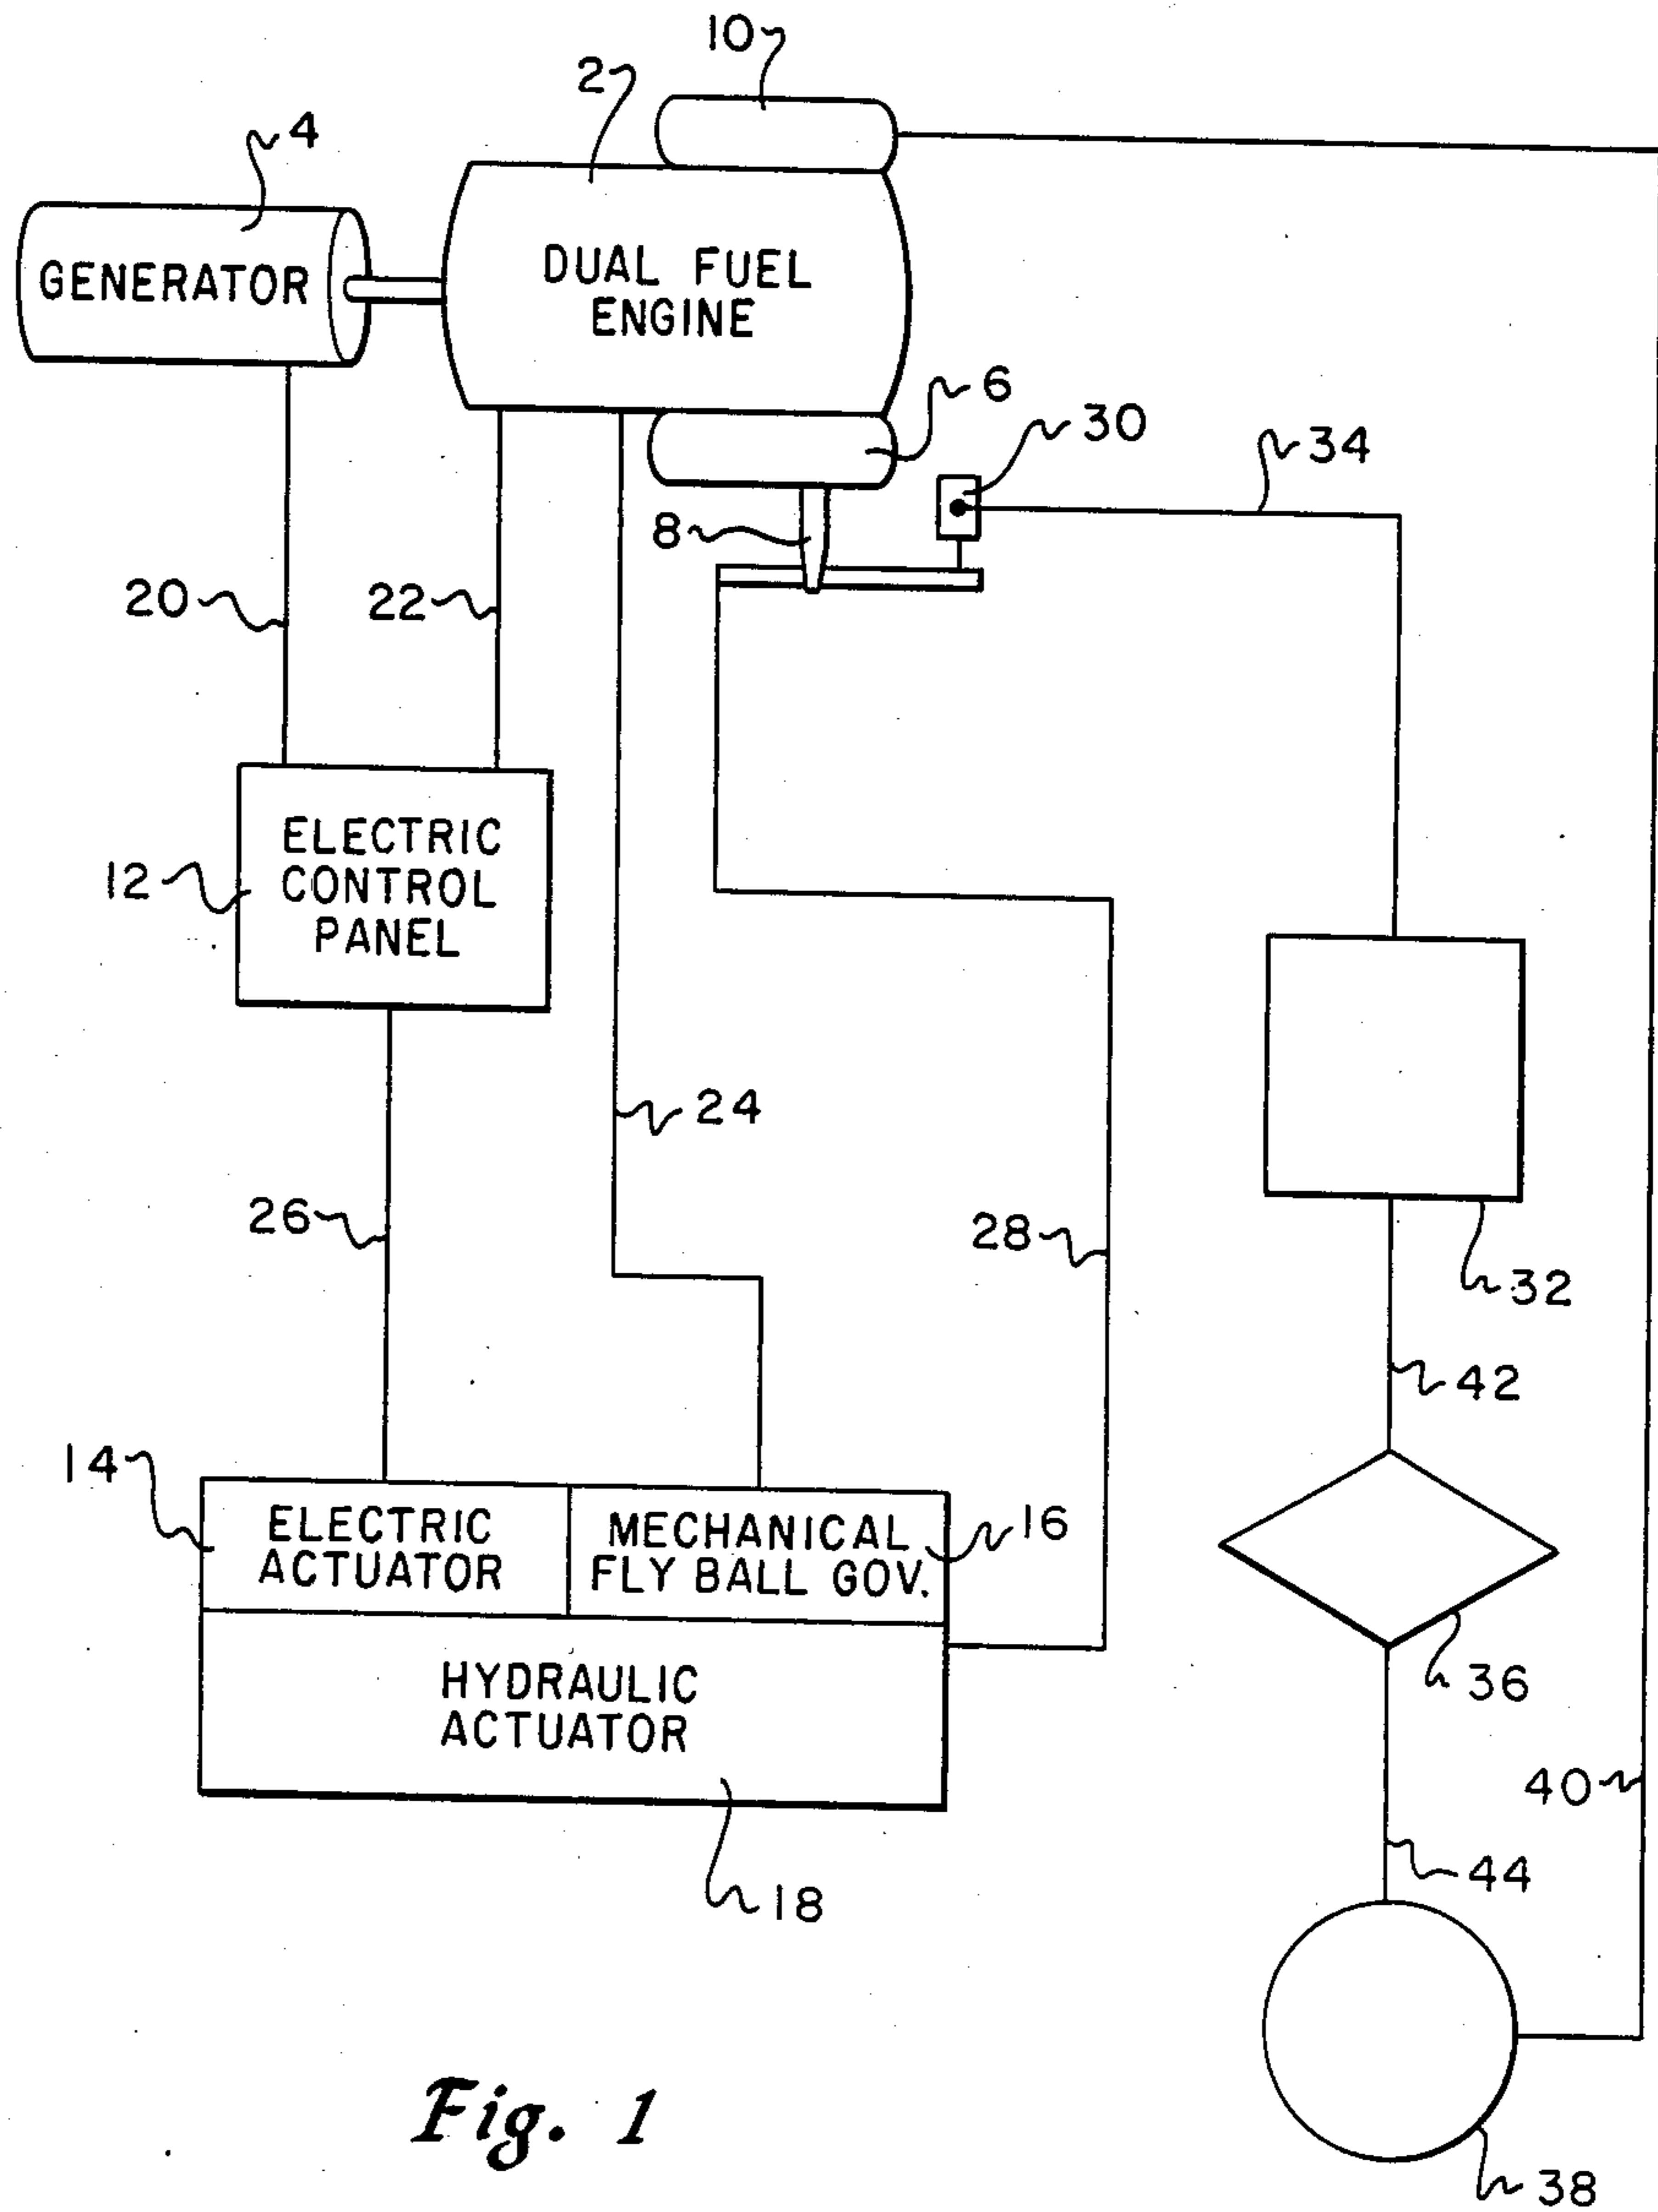 10
2
4
GENERATOR
DUAL FUEL
ENGINE
6
30
34
8
20
22
ELECTRIC
CONTROL
PANEL
12
24
26
28
32
42
14
ELECTRIC
ACTUATOR
MECHANICAL
FLY BALL GOV.
16
HYDRAULIC
ACTUATOR
36
40
44
18
38
Fig. 1